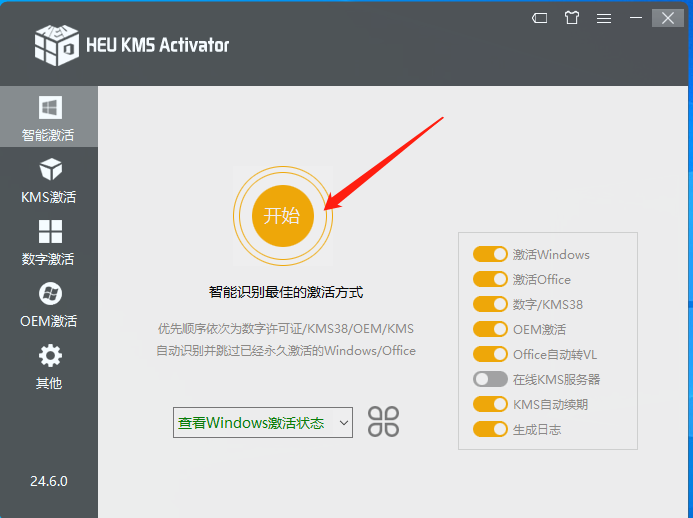 HEU KMS Activator
智能激活
KMS激活
数字激活
OEM激活
其他
24.6.0
开始
智能识别最佳的激活方式
优先顺序依次为数字许可证/KMS38/OEM/KMS
自动识别并跳过已经永久激活的Windows/Office
查看Windows激活状态
激活Windows
激活Office
数字/KMS38
OEM激活
Office自动转VL
在线KMS服务器
KMS自动续期
生成日志